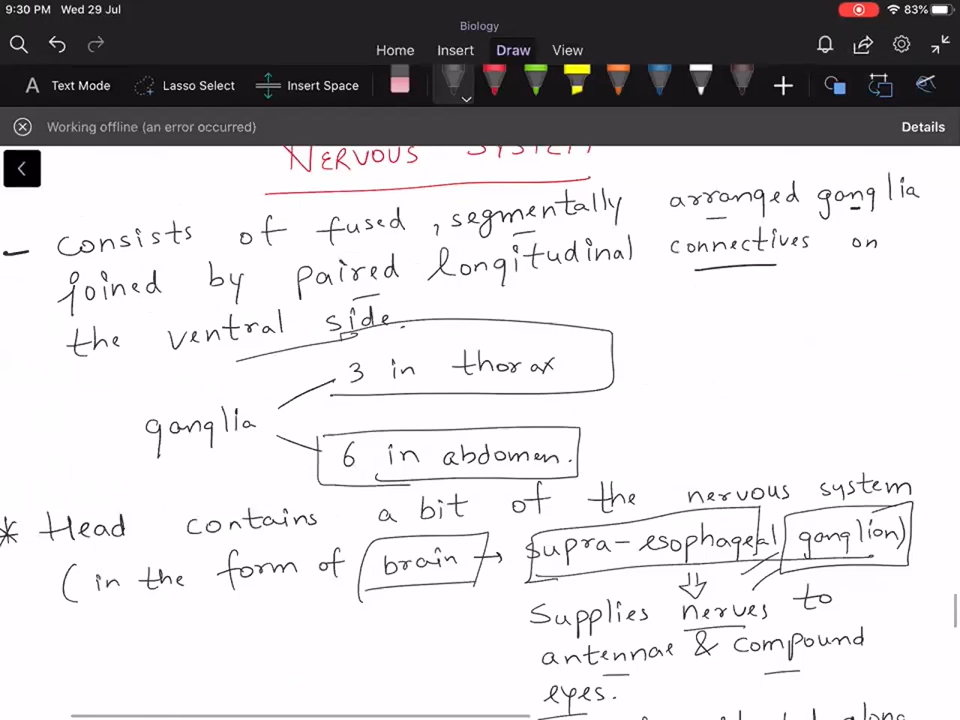 9:30 PM Wed 29 Jul
83%
Biology
Home Insert Draw View
Text Mode Lasso Select Insert Space
Working offline (an error occurred) Details
NERVOUS SYSTEM
- Consists of fused, segmentally arranged ganglia
joined by paired longitudinal connectives on
the ventral side.
3 in thorax
ganglia
6 in abdomen.
* Head contains a bit of the nervous system
(in the form of brain → supra-esophageal ganglion)
⇓
Supplies nerves to
antennae & compound
eyes.